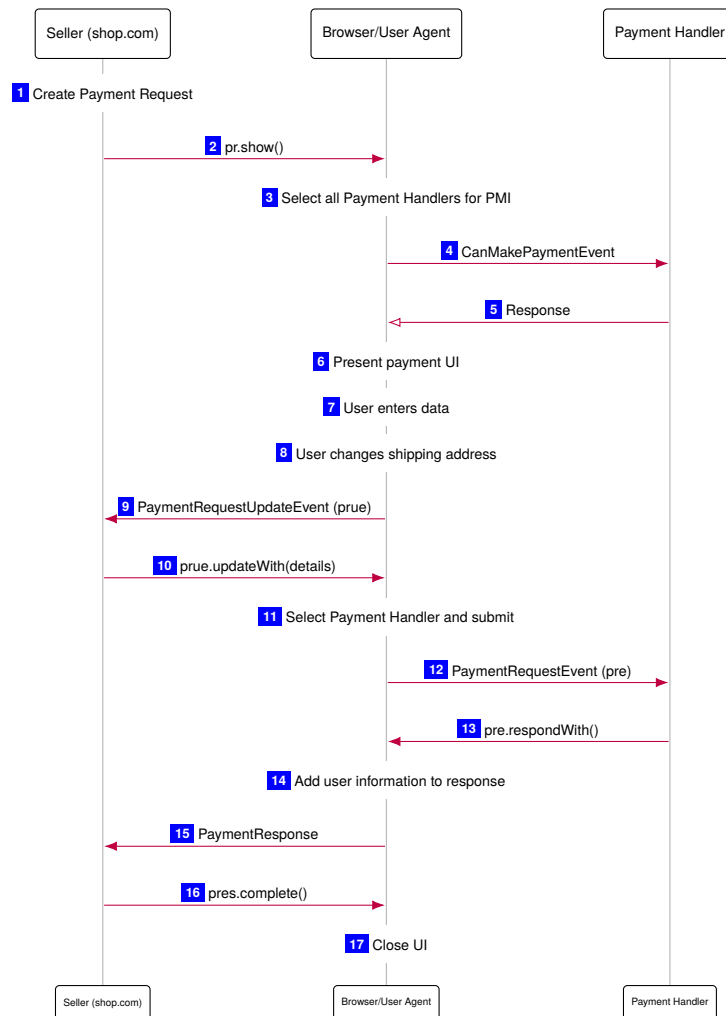 Seller (shop.com) Browser/User Agent Payment Handler
1 Create Payment Request
2 pr.show()
3 Select all Payment Handlers for PMI
4 CanMakePaymentEvent
5 Response
6 Present payment UI
7 User enters data
8 User changes shipping address
9 PaymentRequestUpdateEvent (prue)
10 prue.updateWith(details)
11 Select Payment Handler and submit
12 PaymentRequestEvent (pre)
13 pre.respondWith()
14 Add user information to response
15 PaymentResponse
16 pres.complete()
17 Close UI
Seller (shop.com) Browser/User Agent Payment Handler